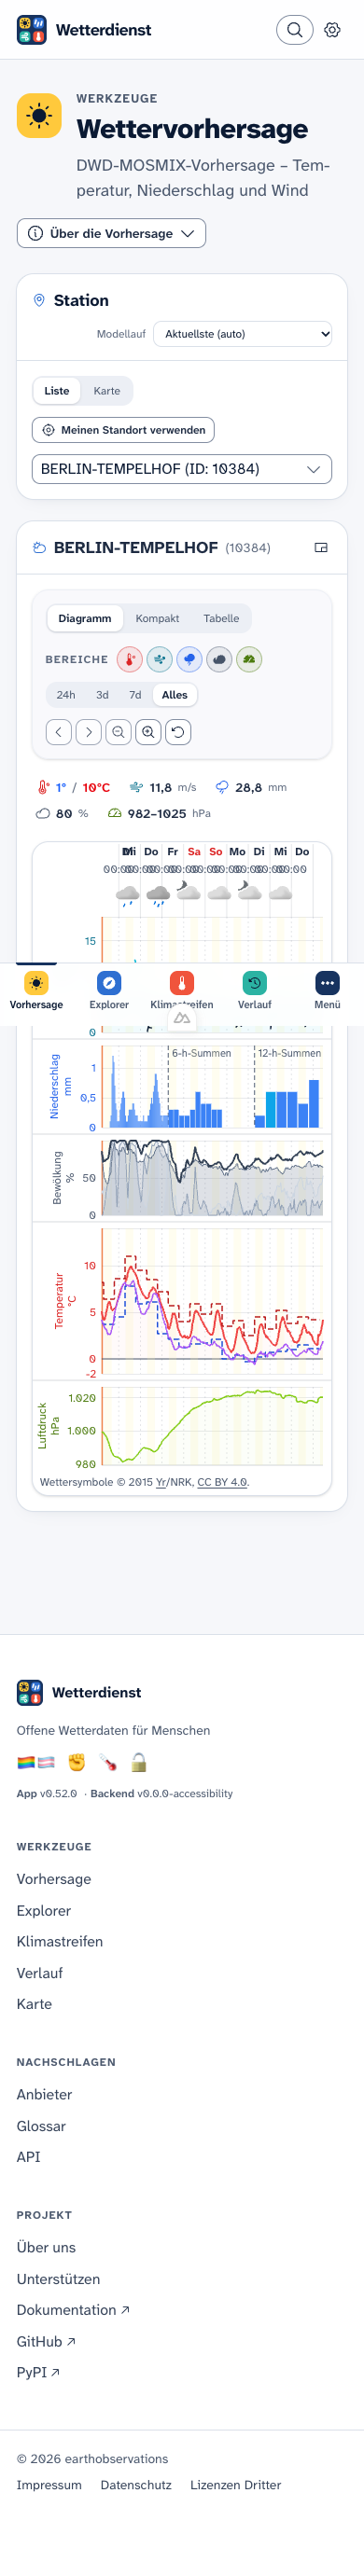 Wetterdienst
WERKZEUGE
Wettervorhersage
DWD-MOSMIX-Vorhersage – Tem-
peratur, Niederschlag und Wind
Über die Vorhersage
Station
Modellauf
Aktuellste (auto)
Liste
Karte
Meinen Standort verwenden
BERLIN-TEMPELHOF (ID: 10384)
BERLIN-TEMPELHOF (10384)
Diagramm
Kompakt
Tabelle
BEREICHE
24h
3d
7d
Alles
1° / 10°C
11,8 m/s
28,8 mm
80 %
982–1025 hPa
Mi Do Fr Sa So Mo Di Mi Do
15
Vorhersage
Explorer
Klimastreifen
Verlauf
Menü
0
Niederschlag
mm
1
0,5
0
6-h-Summen
12-h-Summen
Bewölkung
%
50
0
Temperatur
°C
10
5
0
-2
Luftdruck
hPa
1.020
1.000
980
Wettersymbole © 2015 Yr/NRK, CC BY 4.0.
Wetterdienst
Offene Wetterdaten für Menschen
App v0.52.0 · Backend v0.0.0-accessibility
WERKZEUGE
Vorhersage
Explorer
Klimastreifen
Verlauf
Karte
NACHSCHLAGEN
Anbieter
Glossar
API
PROJEKT
Über uns
Unterstützen
Dokumentation ↗
GitHub ↗
PyPI ↗
© 2026 earthobservations
Impressum
Datenschutz
Lizenzen Dritter